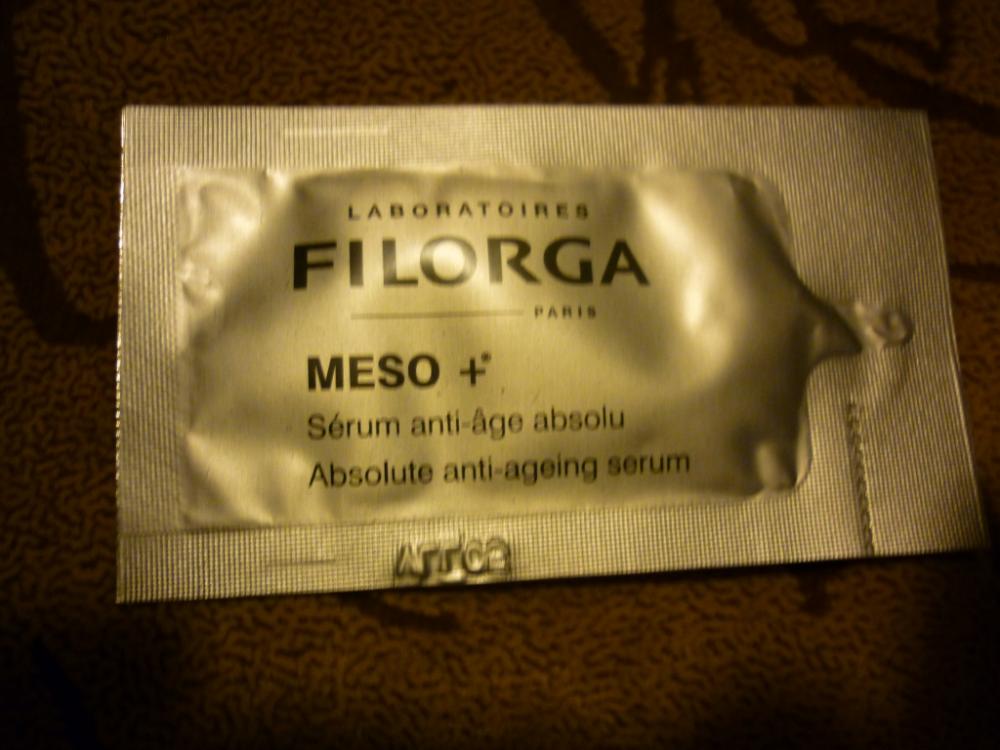 LABORATOIRES
FILORGA
PARIS
MESO +®
Sérum anti-âge absolu
Absolute anti-ageing serum